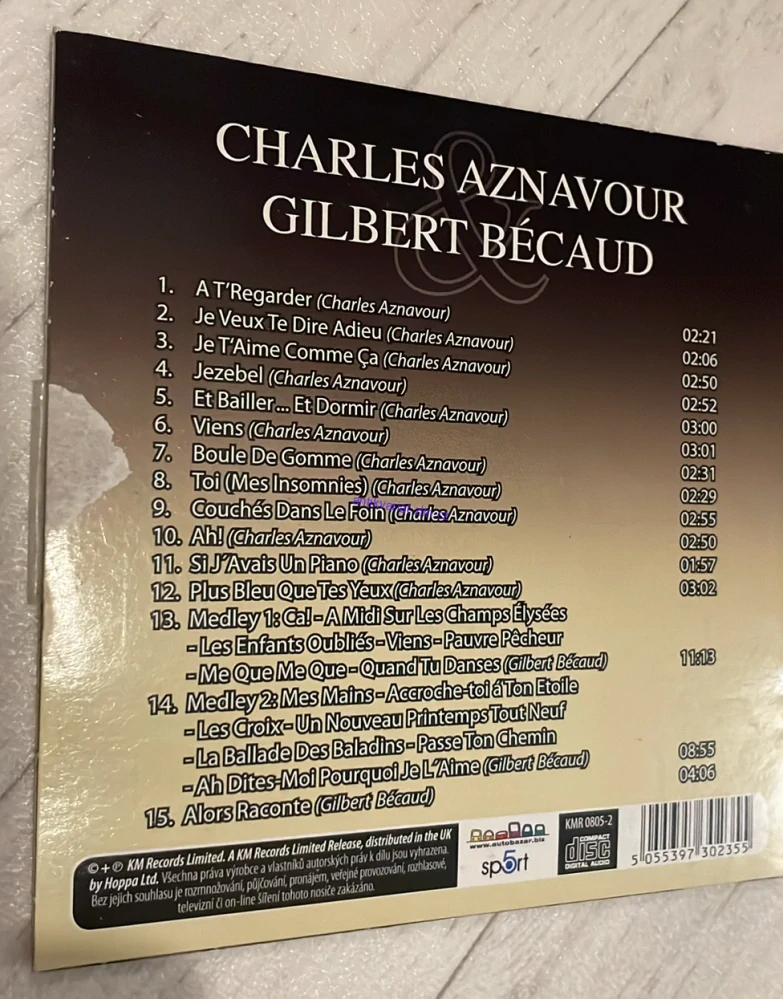 CHARLES AZNAVOUR
&
GILBERT BÉCAUD
1. A T'Regarder (Charles Aznavour) 02:21
2. Je Veux Te Dire Adieu (Charles Aznavour) 02:06
3. Je T'Aime Comme Ça (Charles Aznavour) 02:50
4. Jezebel (Charles Aznavour) 02:52
5. Et Bailler... Et Dormir (Charles Aznavour) 03:00
6. Viens (Charles Aznavour) 03:01
7. Boule De Gomme (Charles Aznavour) 02:31
8. Toi (Mes Insomnies) (Charles Aznavour) 02:29
9. Couchés Dans Le Foin (Charles Aznavour) 02:55
10. Ah! (Charles Aznavour) 02:50
11. Si J'Avais Un Piano (Charles Aznavour) 01:57
12. Plus Bleu Que Tes Yeux (Charles Aznavour) 03:02
13. Medley 1: Ca! - A Midi Sur Les Champs Élysées
- Les Enfants Oubliés - Viens - Pauvre Pêcheur
- Me Que Me Que - Quand Tu Danses (Gilbert Bécaud) 11:13
14. Medley 2: Mes Mains - Accroche-toi á Ton Etoile
- Les Croix - Un Nouveau Printemps Tout Neuf
- La Ballade Des Baladins - Passe Ton Chemin
- Ah Dites-Moi Pourquoi Je L'Aime (Gilbert Bécaud) 08:55
15. Alors Raconte (Gilbert Bécaud) 04:06
© + ℗ KM Records Limited. A KM Records Limited Release, distributed in the UK
by Hoppa Ltd. Všechna práva výrobce a vlastníků autorských práv k dílu jsou vyhrazena.
Bez jejich souhlasu je rozmnožování, půjčování, pronájem, veřejné provozování, rozhlasové,
televizní či on-line šíření tohoto nosiče zakázáno.
www.autobazar.biz
sp5rt
KMR 0805-2
COMPACT
disc
DIGITAL AUDIO
5 055397 302355